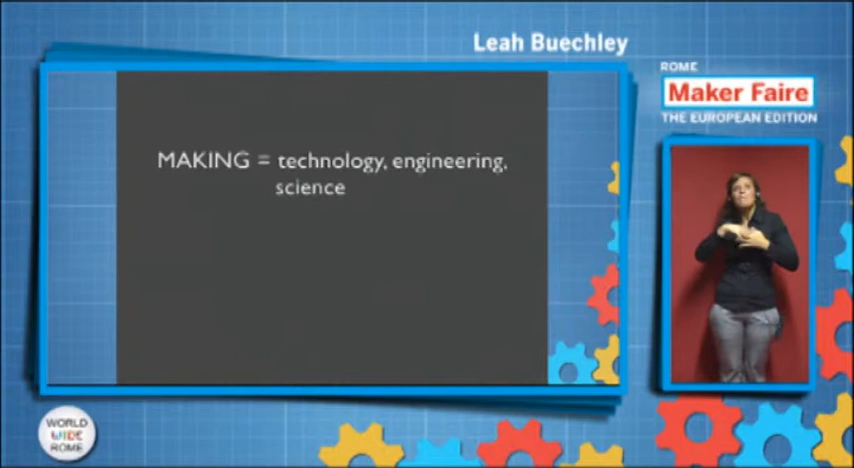 Leah Buechley
ROME
Maker Faire
THE EUROPEAN EDITION
MAKING = technology, engineering,
science
WORLD
WIDE
ROME